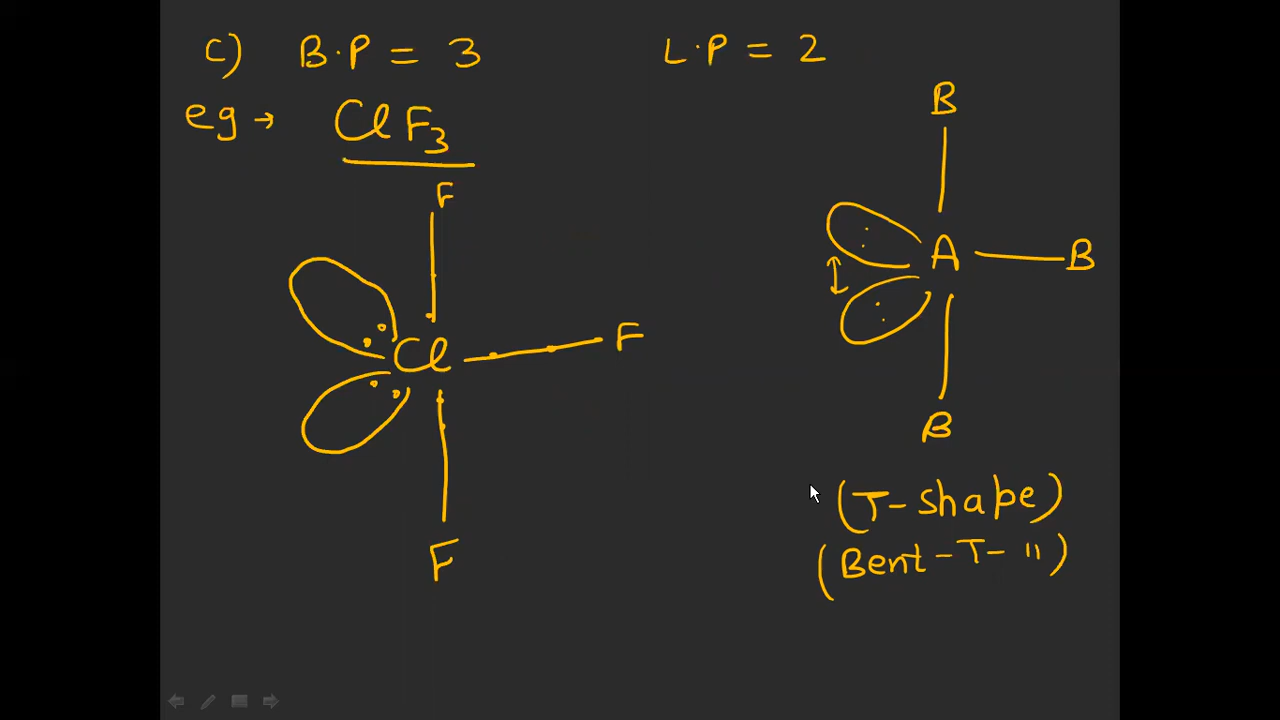 c) B.P = 3 L.P = 2
eg → ClF₃
F
Cl F
F
B
A B
B
(T-shape)
(Bent-T-")